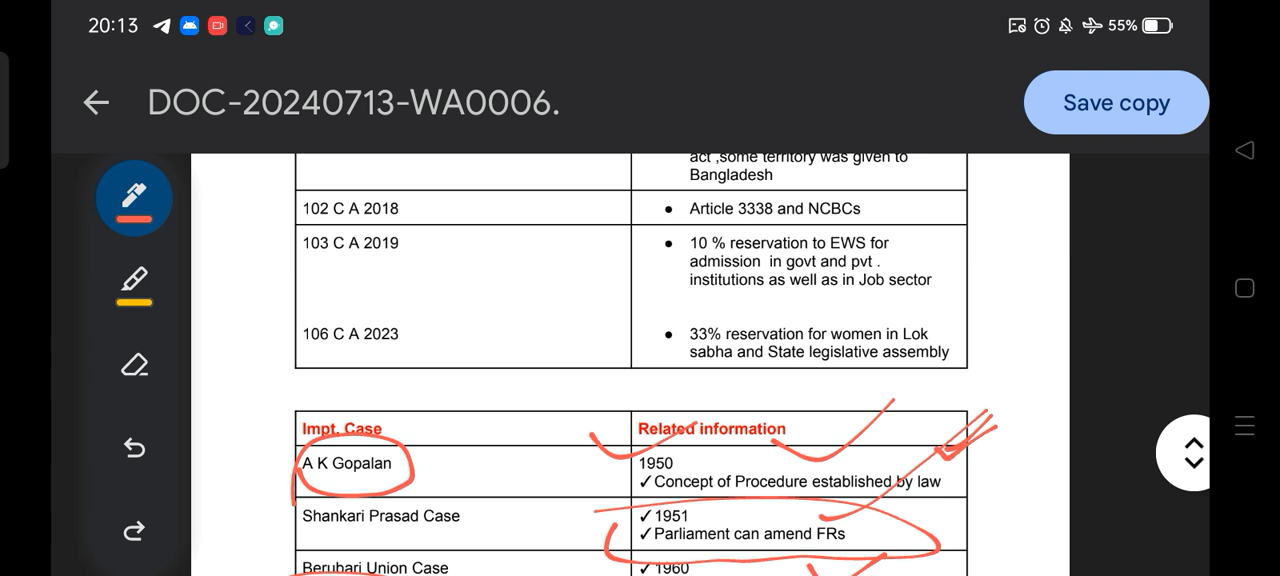 20:13
55%
DOC-20240713-WA0006.
Save copy
act ,some territory was given to
Bangladesh
102 C A 2018
• Article 3338 and NCBCs
103 C A 2019
• 10 % reservation to EWS for
admission in govt and pvt .
institutions as well as in Job sector
106 C A 2023
• 33% reservation for women in Lok
sabha and State legislative assembly
Impt. Case
Related information
A K Gopalan
1950
✓Concept of Procedure established by law
Shankari Prasad Case
✓1951
✓Parliament can amend FRs
Berubari Union Case
✓1960